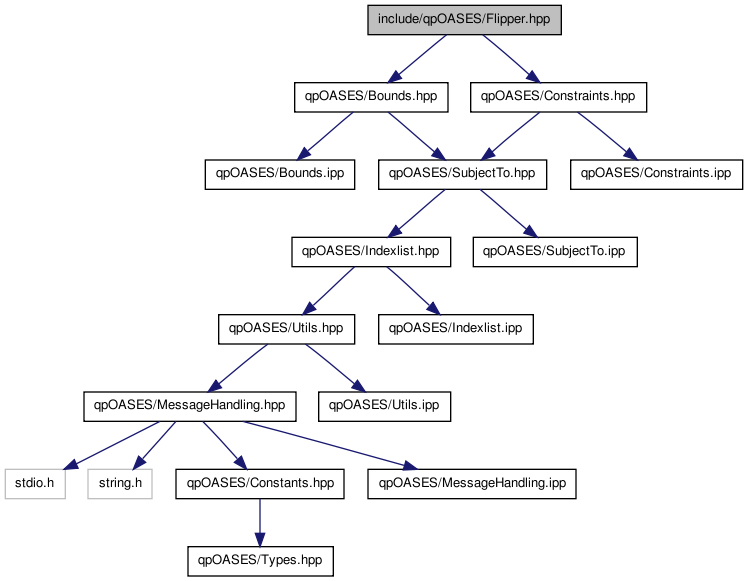 include/qpOASES/Flipper.hpp
qpOASES/Bounds.hpp
qpOASES/Constraints.hpp
qpOASES/Bounds.ipp
qpOASES/SubjectTo.hpp
qpOASES/Constraints.ipp
qpOASES/Indexlist.hpp
qpOASES/SubjectTo.ipp
qpOASES/Utils.hpp
qpOASES/Indexlist.ipp
qpOASES/MessageHandling.hpp
qpOASES/Utils.ipp
stdio.h
string.h
qpOASES/Constants.hpp
qpOASES/MessageHandling.ipp
qpOASES/Types.hpp